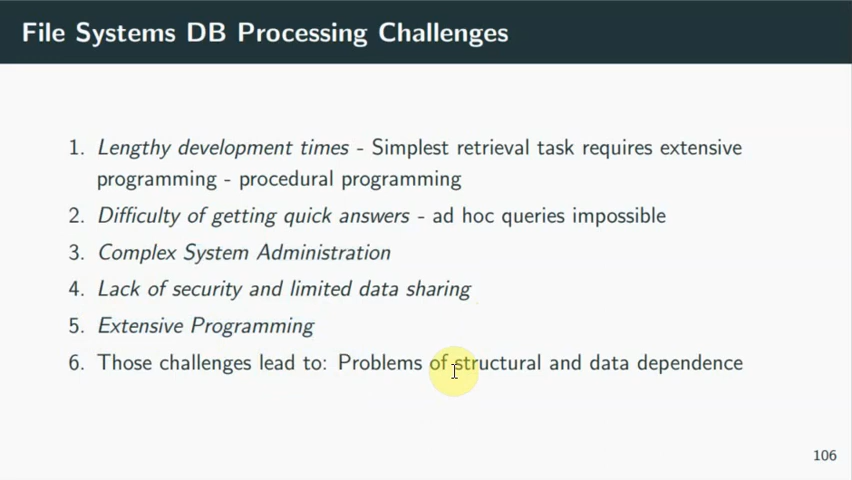 File Systems DB Processing Challenges
1. Lengthy development times - Simplest retrieval task requires extensive
programming - procedural programming
2. Difficulty of getting quick answers - ad hoc queries impossible
3. Complex System Administration
4. Lack of security and limited data sharing
5. Extensive Programming
6. Those challenges lead to: Problems of structural and data dependence
106